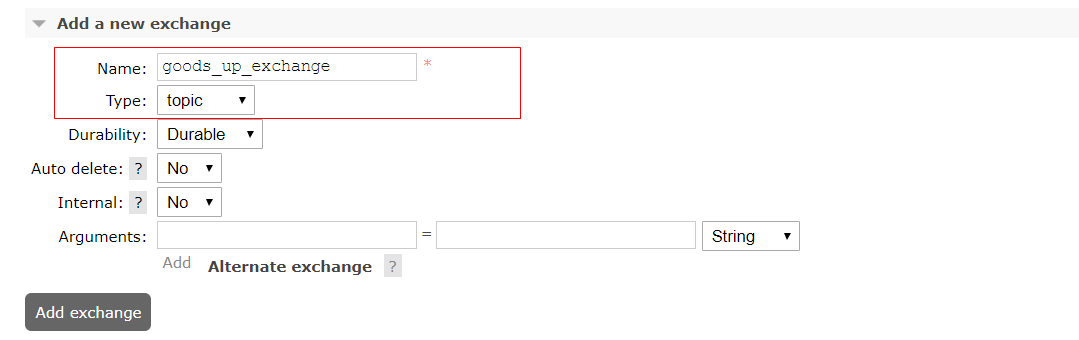 Add a new exchange
Name: goods_up_exchange *
Type: topic
Durability: Durable
Auto delete: ? No
Internal: ? No
Arguments: = String
Add Alternate exchange ?
Add exchange